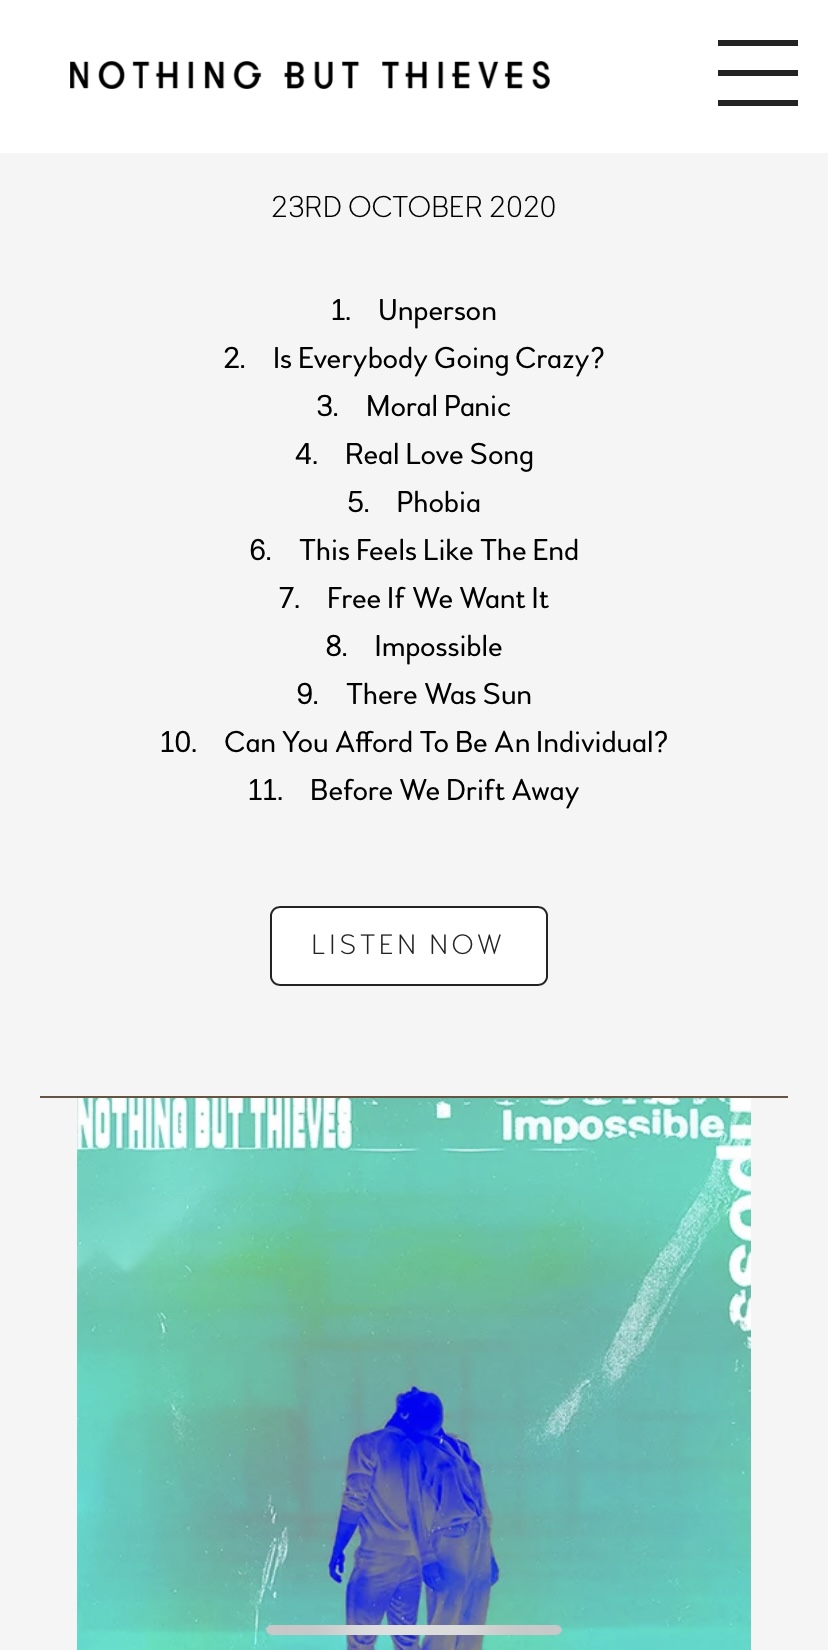 NOTHING BUT THIEVES
23RD OCTOBER 2020
1. Unperson
2. Is Everybody Going Crazy?
3. Moral Panic
4. Real Love Song
5. Phobia
6. This Feels Like The End
7. Free If We Want It
8. Impossible
9. There Was Sun
10. Can You Afford To Be An Individual?
11. Before We Drift Away
LISTEN NOW
NOTHING BUT THIEVES
Impossible